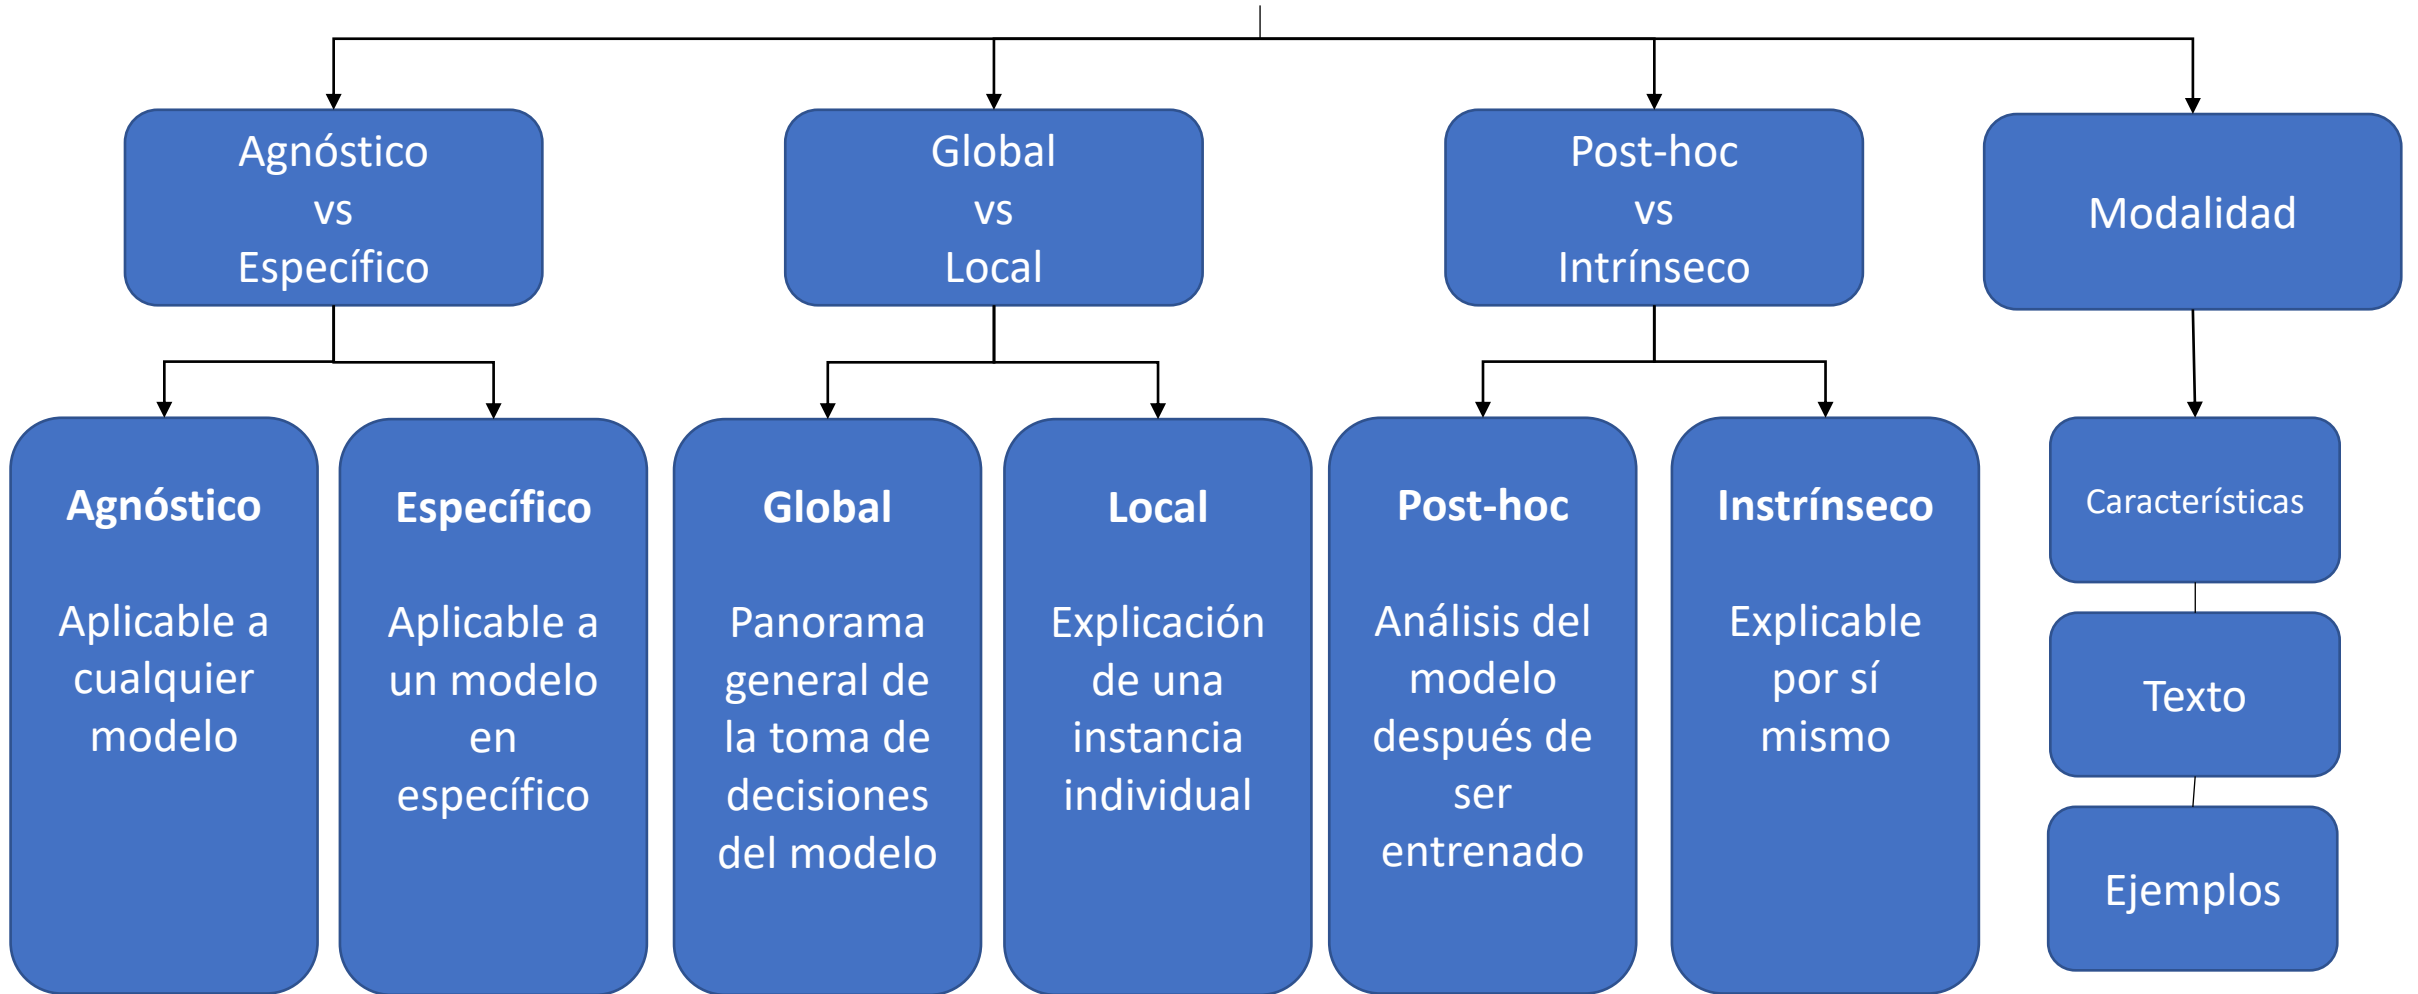 Agnóstico
vs
Específico
Global
vs
Local
Post-hoc
vs
Intrínseco
Modalidad
Agnóstico
Aplicable a
cualquier
modelo
Específico
Aplicable a
un modelo
en
específico
Global
Panorama
general de
la toma de
decisiones
del modelo
Local
Explicación
de una
instancia
individual
Post-hoc
Análisis del
modelo
después de
ser
entrenado
Instrínseco
Explicable
por sí
mismo
Característícas
Texto
Ejemplos